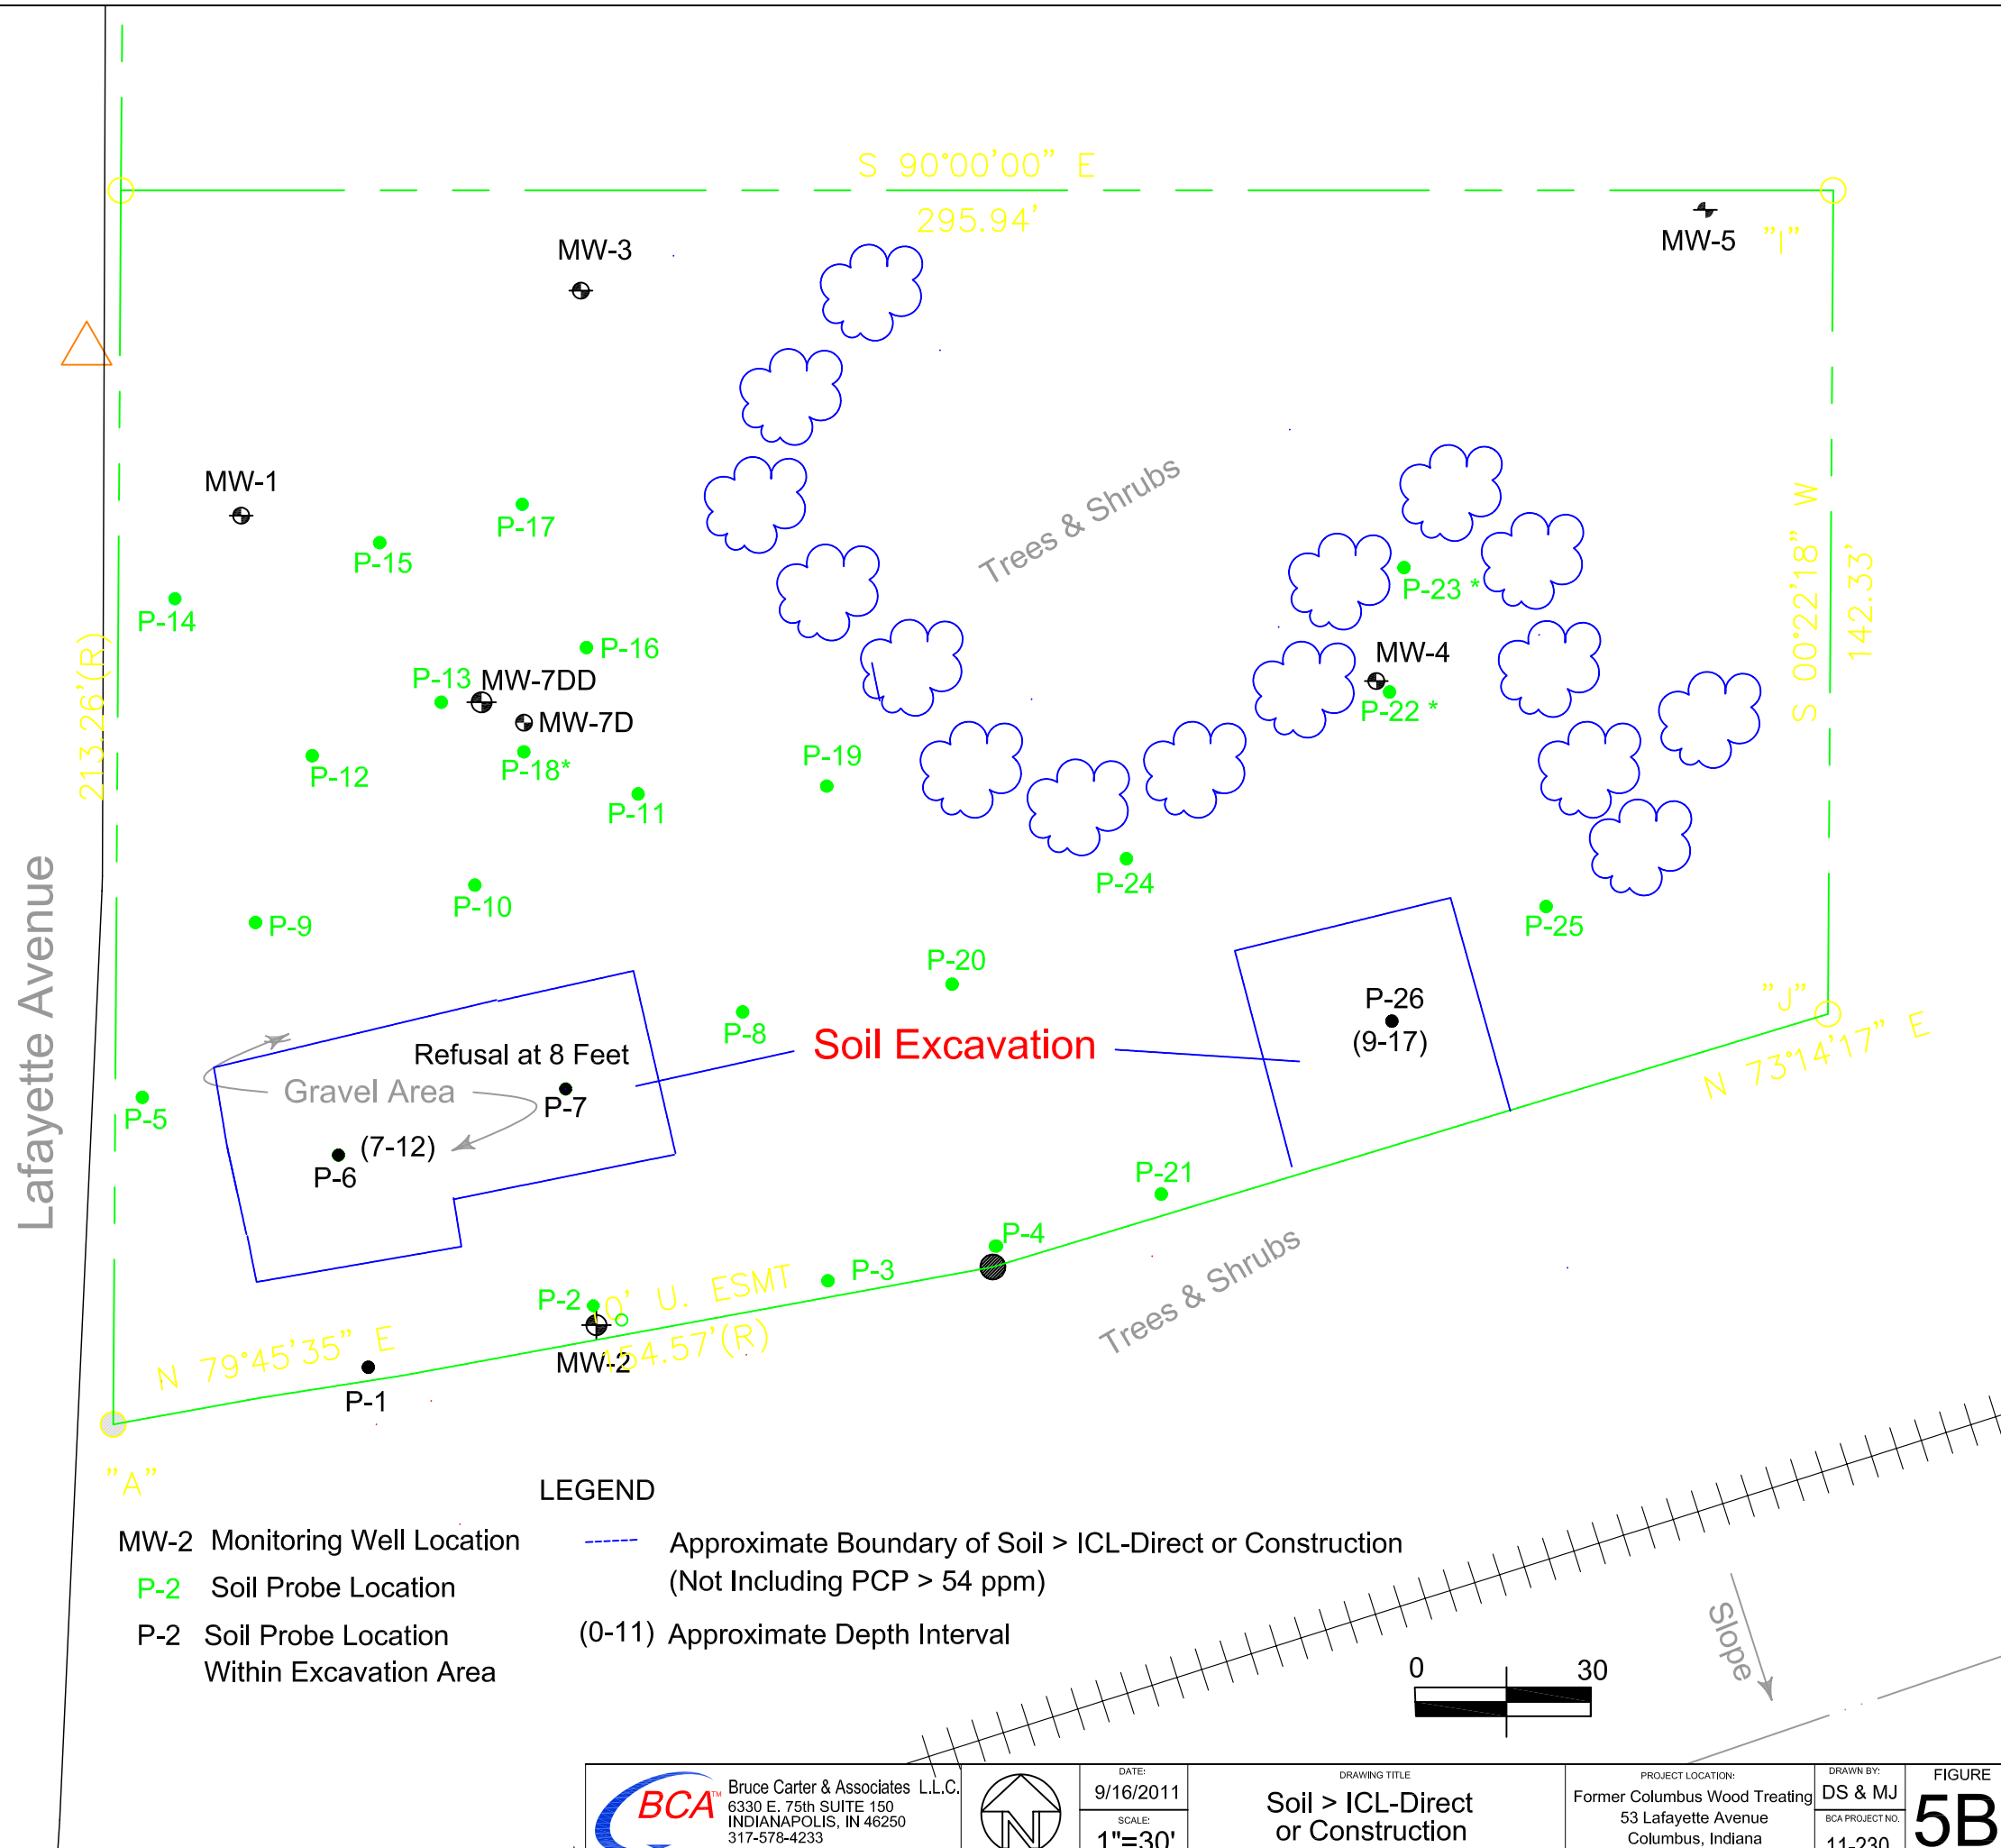 S 90°00'00" E
295.94'
MW-3
MW-5
"I"
MW-1
P-17
P-15
P-14
Trees & Shrubs
P-23 *
S 00°22'18" W
142.33'
213.26'(R)
P-16
P-13
MW-7DD
MW-7D
P-18*
P-12
P-11
P-19
MW-4
P-22 *
P-24
P-25
P-10
P-9
Lafayette Avenue
P-20
P-8
Soil Excavation
P-26
(9-17)
"J"
N 73°14'17" E
Refusal at 8 Feet
Gravel Area
P-7
P-5
(7-12)
P-6
P-21
P-4
P-3
Trees & Shrubs
P-2
0' U. ESMT
154.57'(R)
MW-2
N 79°45'35" E
P-1
"A"
LEGEND
MW-2 Monitoring Well Location
P-2 Soil Probe Location
P-2 Soil Probe Location
Within Excavation Area
Approximate Boundary of Soil > ICL-Direct or Construction
(Not Including PCP > 54 ppm)
(0-11) Approximate Depth Interval
0 30
Slope
BCA™
Bruce Carter & Associates L.L.C.
6330 E. 75th SUITE 150
INDIANAPOLIS, IN 46250
317-578-4233
N
DATE:
9/16/2011
SCALE:
1"=30'
DRAWING TITLE
Soil > ICL-Direct
or Construction
PROJECT LOCATION:
Former Columbus Wood Treating
53 Lafayette Avenue
Columbus, Indiana
DRAWN BY:
DS & MJ
BCA PROJECT NO.
11-230
FIGURE
5B